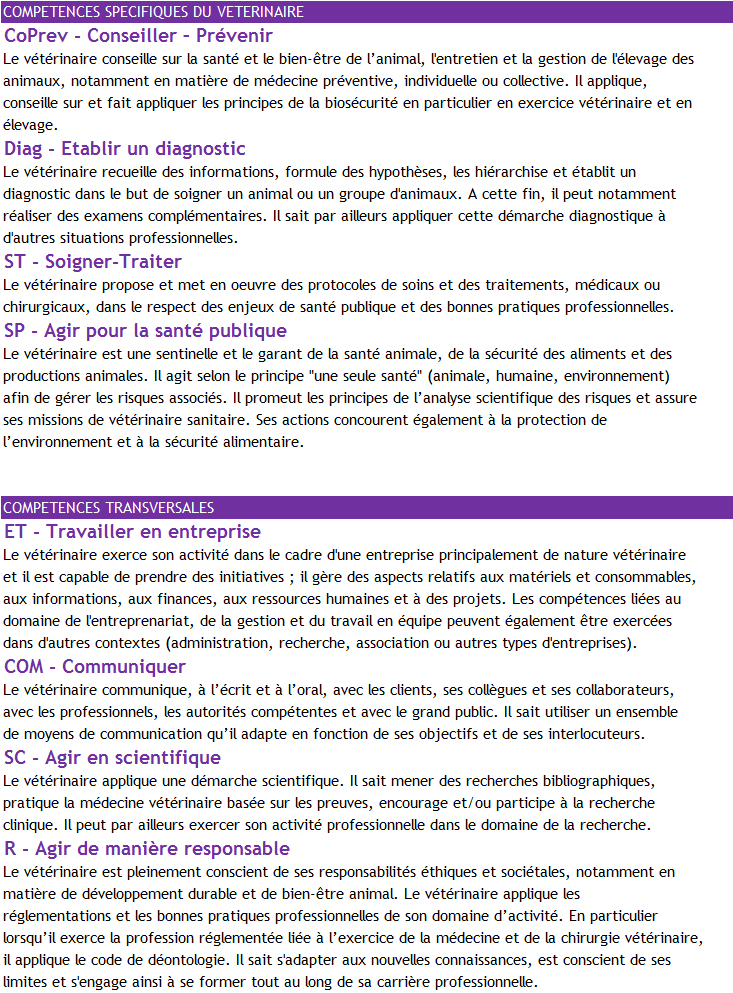 COMPETENCES SPECIFIQUES DU VETERINAIRE
CoPrev - Conseiller – Prévenir
Le vétérinaire conseille sur la santé et le bien-être de l’animal, l'entretien et la gestion de l'élevage des
animaux, notamment en matière de médecine préventive, individuelle ou collective. Il applique,
conseille sur et fait appliquer les principes de la biosécurité en particulier en exercice vétérinaire et en
élevage.
Diag - Etablir un diagnostic
Le vétérinaire recueille des informations, formule des hypothèses, les hiérarchise et établit un
diagnostic dans le but de soigner un animal ou un groupe d'animaux. A cette fin, il peut notamment
réaliser des examens complémentaires. Il sait par ailleurs appliquer cette démarche diagnostique à
d'autres situations professionnelles.
ST - Soigner-Traiter
Le vétérinaire propose et met en oeuvre des protocoles de soins et des traitements, médicaux ou
chirurgicaux, dans le respect des enjeux de santé publique et des bonnes pratiques professionnelles.
SP - Agir pour la santé publique
Le vétérinaire est une sentinelle et le garant de la santé animale, de la sécurité des aliments et des
productions animales. Il agit selon le principe "une seule santé" (animale, humaine, environnement)
afin de gérer les risques associés. Il promeut les principes de l’analyse scientifique des risques et assure
ses missions de vétérinaire sanitaire. Ses actions concourent également à la protection de
l’environnement et à la sécurité alimentaire.
COMPETENCES TRANSVERSALES
ET - Travailler en entreprise
Le vétérinaire exerce son activité dans le cadre d'une entreprise principalement de nature vétérinaire
et il est capable de prendre des initiatives ; il gère des aspects relatifs aux matériels et consommables,
aux informations, aux finances, aux ressources humaines et à des projets. Les compétences liées au
domaine de l'entreprenariat, de la gestion et du travail en équipe peuvent également être exercées
dans d'autres contextes (administration, recherche, association ou autres types d'entreprises).
COM - Communiquer
Le vétérinaire communique, à l’écrit et à l’oral, avec les clients, ses collègues et ses collaborateurs,
avec les professionnels, les autorités compétentes et avec le grand public. Il sait utiliser un ensemble
de moyens de communication qu’il adapte en fonction de ses objectifs et de ses interlocuteurs.
SC - Agir en scientifique
Le vétérinaire applique une démarche scientifique. Il sait mener des recherches bibliographiques,
pratique la médecine vétérinaire basée sur les preuves, encourage et/ou participe à la recherche
clinique. Il peut par ailleurs exercer son activité professionnelle dans le domaine de la recherche.
R - Agir de manière responsable
Le vétérinaire est pleinement conscient de ses responsabilités éthiques et sociétales, notamment en
matière de développement durable et de bien-être animal. Le vétérinaire applique les
réglementations et les bonnes pratiques professionnelles de son domaine d’activité. En particulier
lorsqu’il exerce la profession réglementée liée à l’exercice de la médecine et de la chirurgie vétérinaire,
il applique le code de déontologie. Il sait s'adapter aux nouvelles connaissances, est conscient de ses
limites et s'engage ainsi à se former tout au long de sa carrière professionnelle.